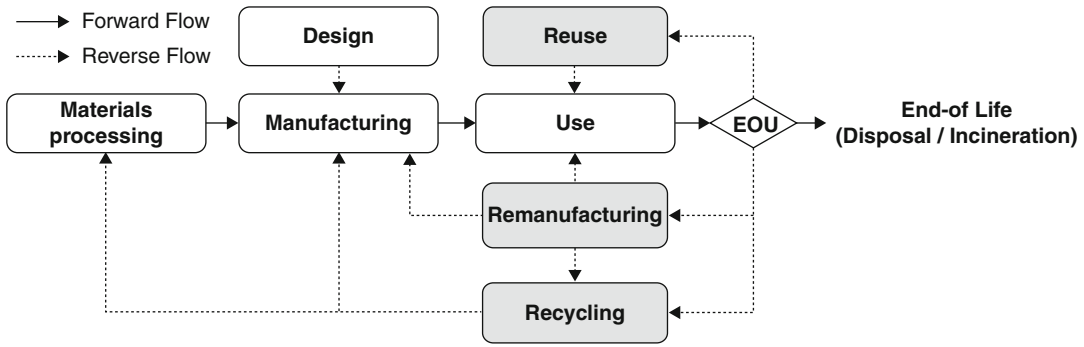 Forward Flow
Reverse Flow
Design
Reuse
Materials
processing
Manufacturing
Use
EOU
End-of Life
(Disposal / Incineration)
Remanufacturing
Recycling